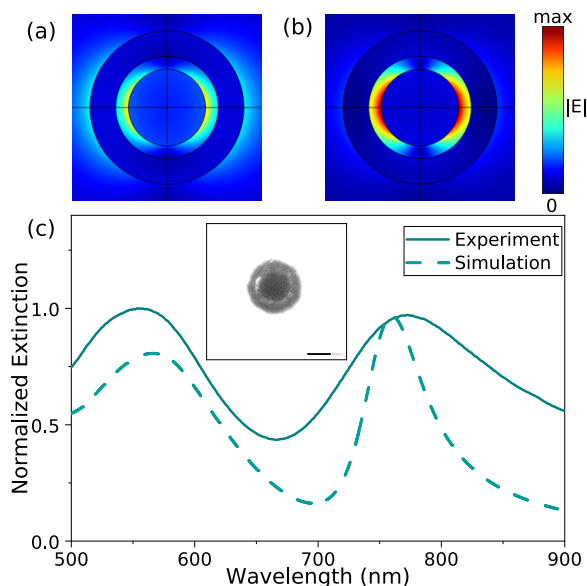 (a)
(b)
max
|E|
0
(c)
Experiment
Simulation
1.0
0.5
0.0
Normalized Extinction
500
600
700
800
900
Wavelength (nm)